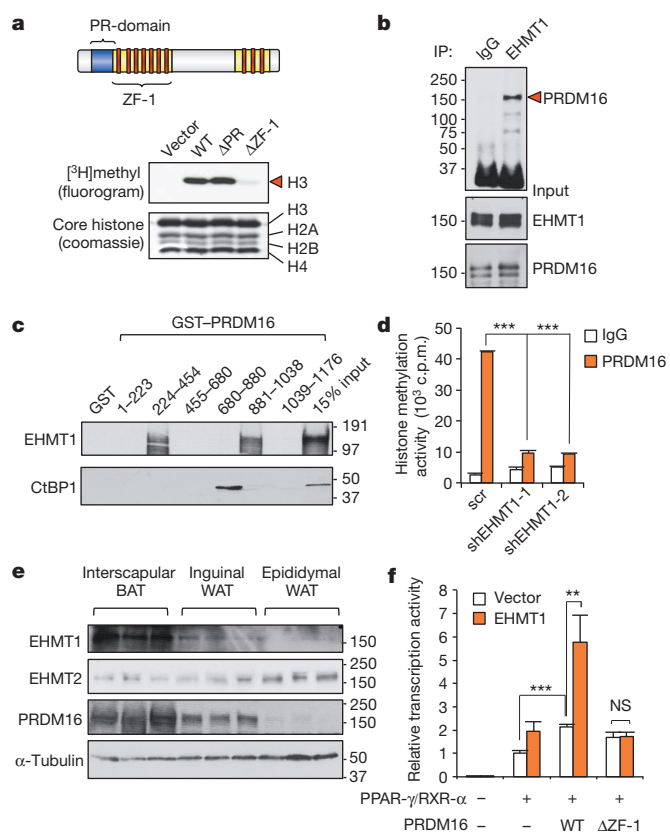 a
PR-domain
ZF-1
Vector
WT
ΔPR
ΔZF-1
[³H]methyl
(fluorogram)
H3
Core histone
(coomassie)
H3
H2A
H2B
H4
b
IP:
IgG
EHMT1
250
150
100
75
50
37
PRDM16
Input
150
EHMT1
150
PRDM16
c
GST–PRDM16
GST
1–223
224–454
455–680
680–880
881–1038
1039–1176
15% input
EHMT1
191
97
CtBP1
50
37
d
Histone methylation
activity (10³ c.p.m.)
50
40
30
20
10
0
***
***
IgG
PRDM16
scr
shEHMT1-1
shEHMT1-2
e
Interscapular
BAT
Inguinal
WAT
Epididymal
WAT
EHMT1
150
EHMT2
250
150
PRDM16
250
150
α-Tubulin
50
37
f
Relative transcription activity
8
7
6
5
4
3
2
1
0
Vector
EHMT1
***
**
NS
PPAR-γ/RXR-α – + + +
PRDM16 – – WT ΔZF-1